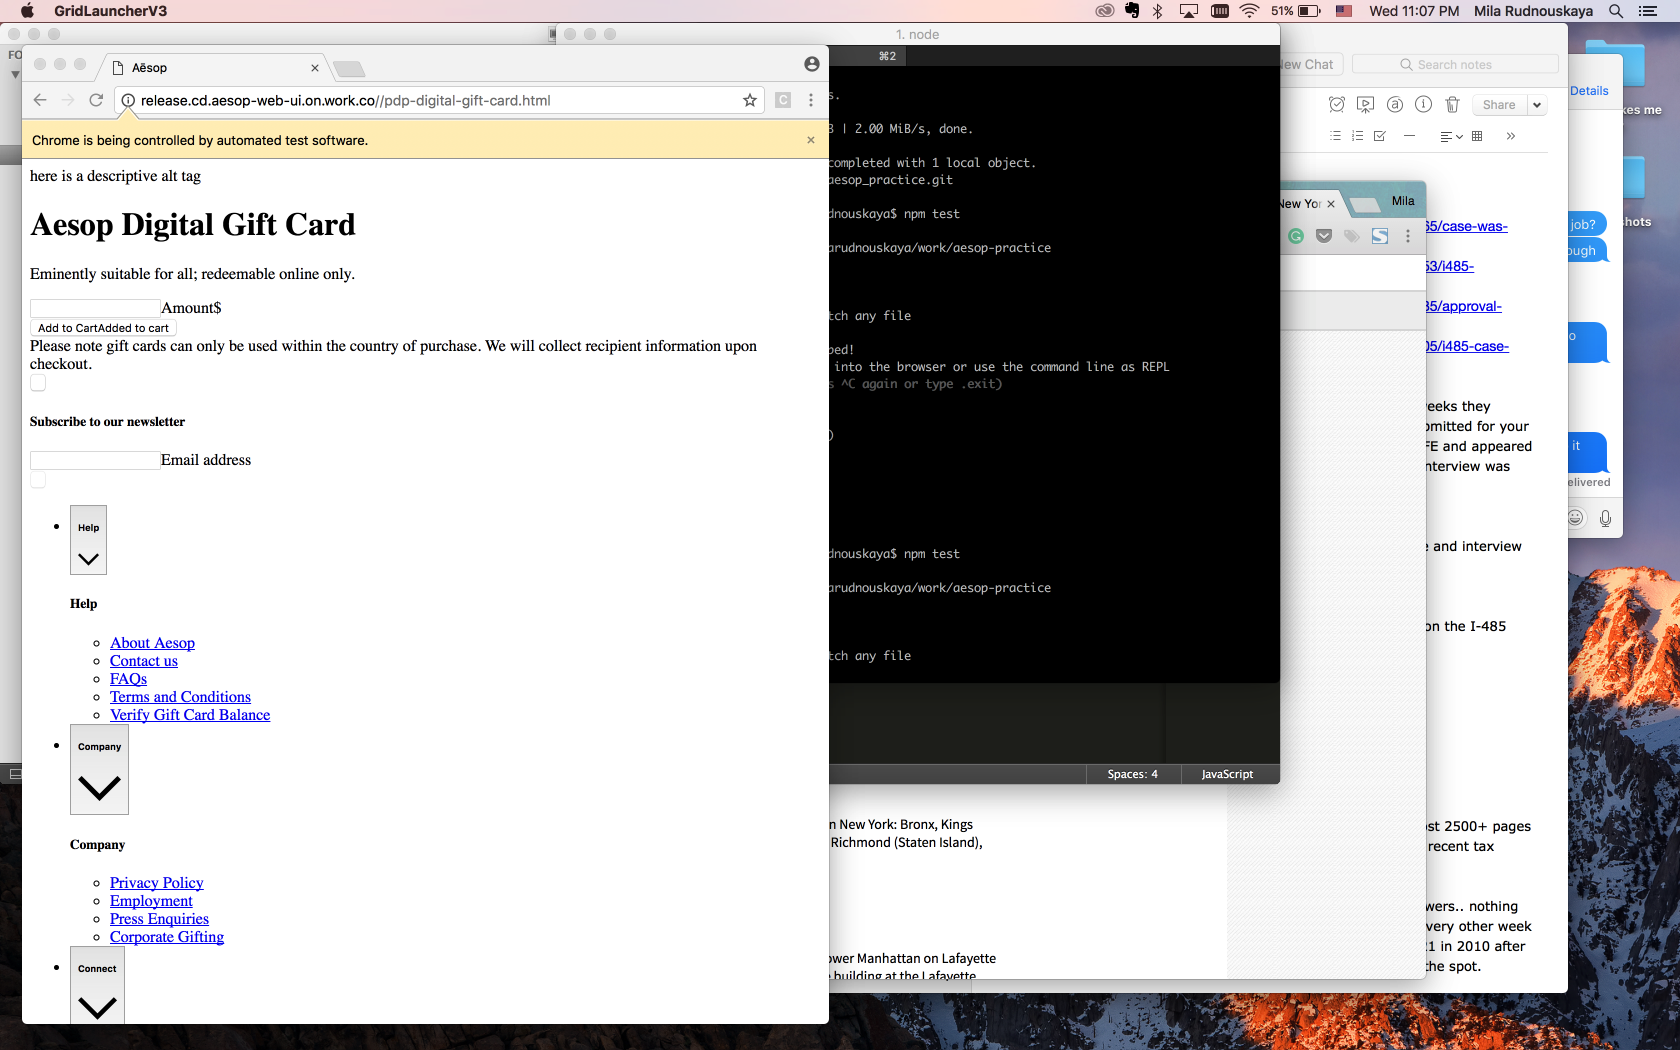 GridLauncherV3
51%
Wed 11:07 PM Mila Rudnouskaya
FO
Aēsop
release.cd.aesop-web-ui.on.work.co//pdp-digital-gift-card.html
Chrome is being controlled by automated test software.
here is a descriptive alt tag
Aesop Digital Gift Card
Eminently suitable for all; redeemable online only.
Amount$
Add to CartAdded to cart
Please note gift cards can only be used within the country of purchase. We will collect recipient information upon
checkout.
Subscribe to our newsletter
Email address
Help
Help
About Aesop
Contact us
FAQs
Terms and Conditions
Verify Gift Card Balance
Company
Company
Privacy Policy
Employment
Press Enquiries
Corporate Gifting
Connect
1. node
⌘2
s.
3 | 2.00 MiB/s, done.
completed with 1 local object.
aesop_practice.git
dnouskaya$ npm test
arudnouskaya/work/aesop-practice
tch any file
ped!
into the browser or use the command line as REPL
s ^C again or type .exit)
)
dnouskaya$ npm test
arudnouskaya/work/aesop-practice
tch any file
Spaces: 4
JavaScript
n New York: Bronx, Kings
Richmond (Staten Island),
ower Manhattan on Lafayette
building at the Lafayette
New Yor
Mila
ew Chat
Search notes
Share
65/case-was-
53/i485-
35/approval-
05/i485-case-
eeks they
omitted for your
FE and appeared
nterview was
e and interview
on the I-485
ost 2500+ pages
recent tax
wers.. nothing
very other week
21 in 2010 after
the spot.
Details
job?
ough
o
it
elivered
kes me
shots